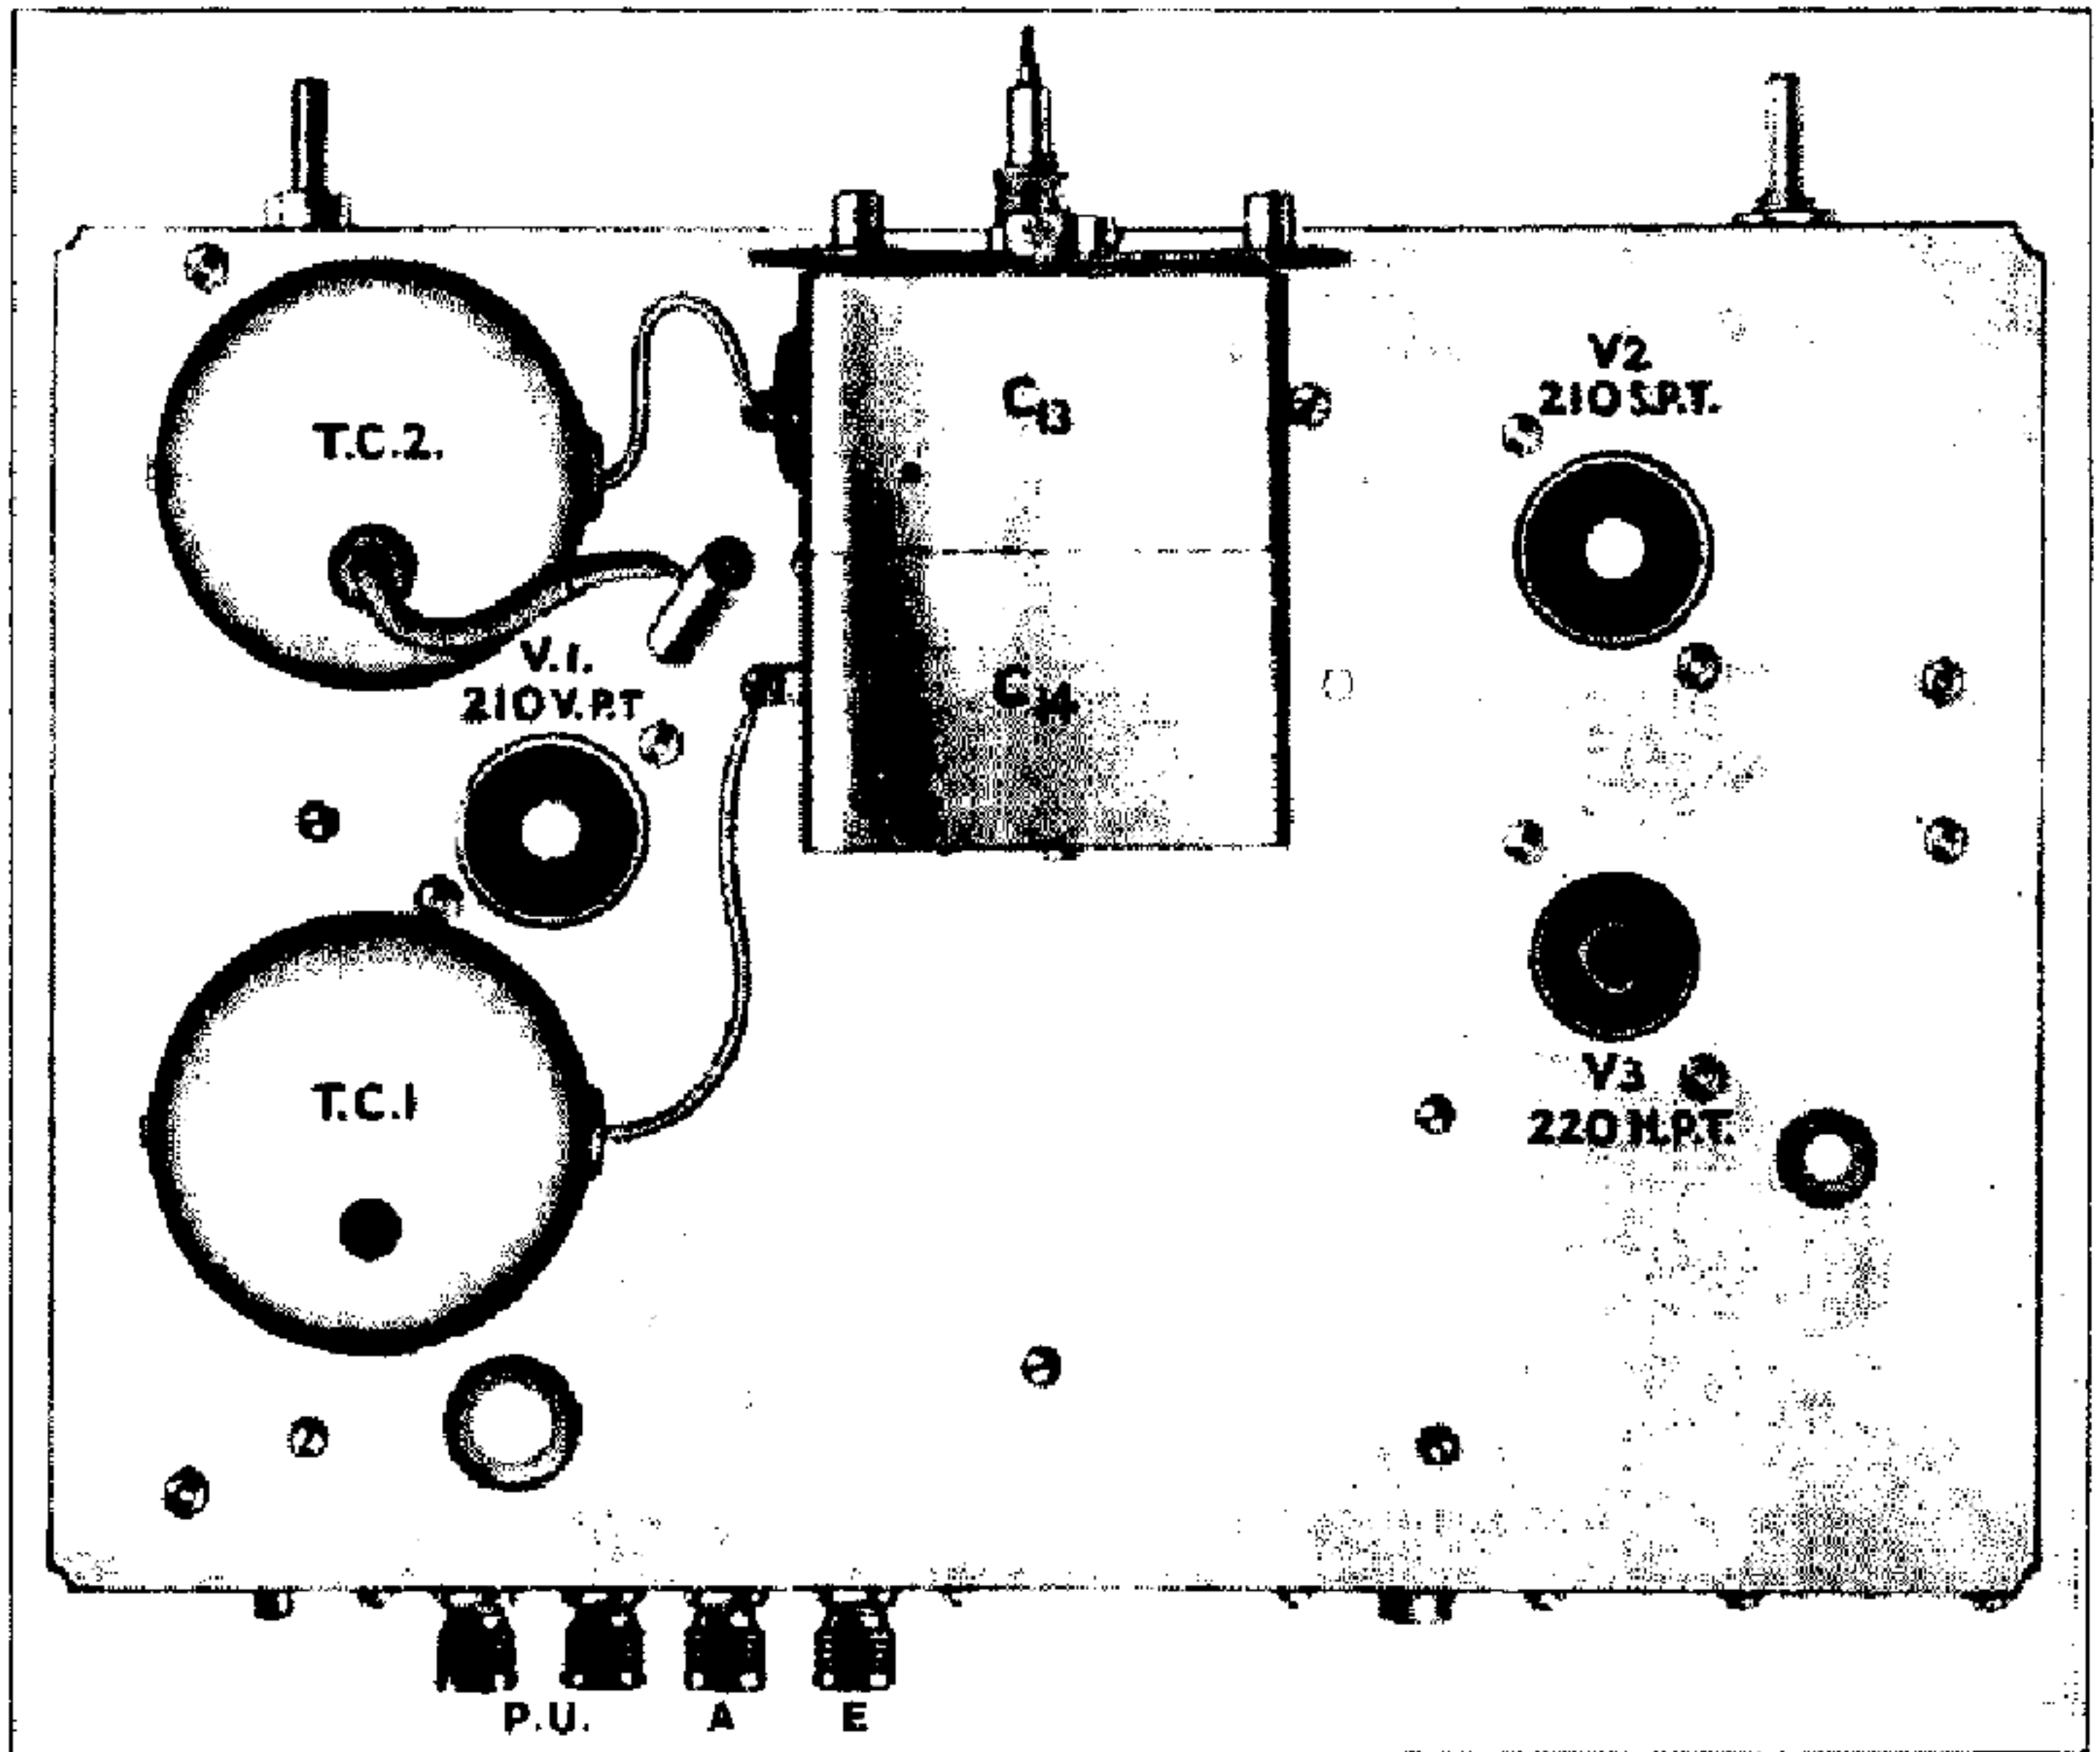 V2
210 S.P.T.
C13
T.C.2.
V.1.
210 V.P.T
C14
V3
220 H.P.T.
T.C.1
P.U. A E